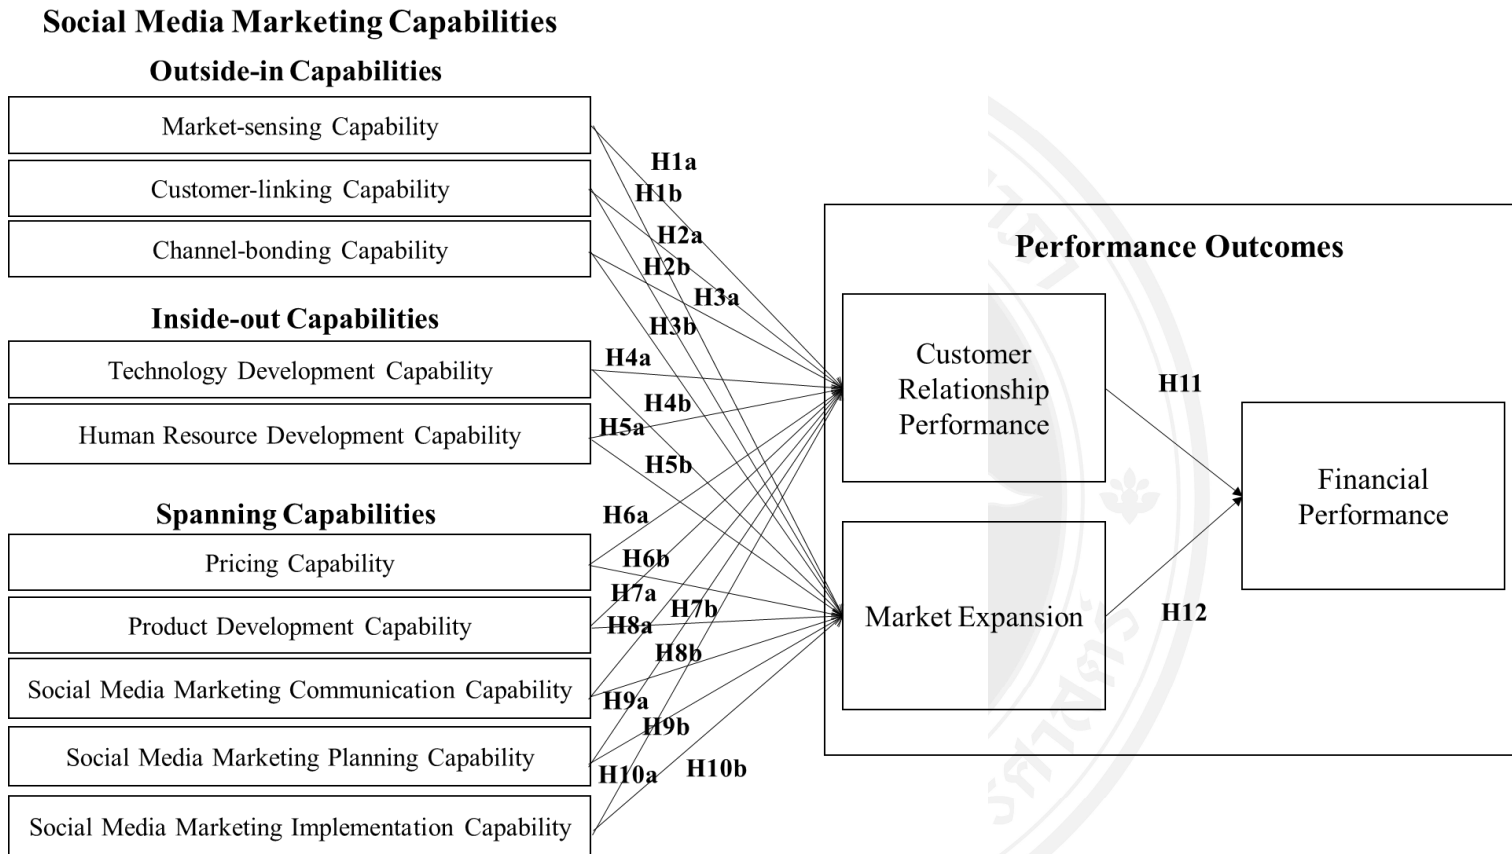 Social Media Marketing Capabilities
Outside-in Capabilities
Market-sensing Capability
Customer-linking Capability
Channel-bonding Capability
Inside-out Capabilities
Technology Development Capability
Human Resource Development Capability
Spanning Capabilities
Pricing Capability
Product Development Capability
Social Media Marketing Communication Capability
Social Media Marketing Planning Capability
Social Media Marketing Implementation Capability
H1a
H1b
H2a
H2b
H3a
H3b
H4a
H4b
H5a
H5b
H6a
H6b
H7a
H7b
H8a
H8b
H9a
H9b
H10a
H10b
Performance Outcomes
Customer
Relationship
Performance
Market Expansion
H11
H12
Financial
Performance